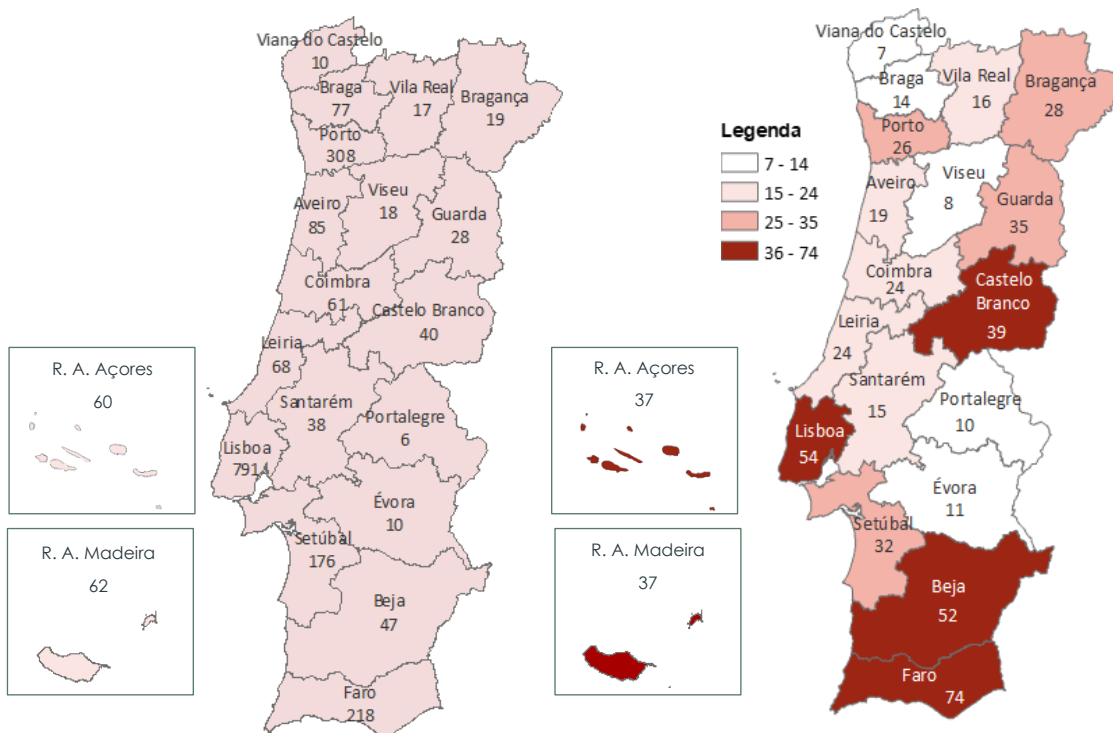 Viana do Castelo
10
Braga
77
Vila Real
17
Bragança
19
Porto
308
Aveiro
85
Viseu
18
Guarda
28
Coimbra
61
Castelo Branco
40
Leiria
68
Santarém
38
Portalegre
6
Lisboa
791
Évora
10
Setúbal
176
Beja
47
Faro
218
R. A. Açores
60
R. A. Madeira
62
Viana do Castelo
7
Braga
14
Vila Real
16
Bragança
28
Porto
26
Aveiro
19
Viseu
8
Guarda
35
Coimbra
24
Castelo
Branco
39
Leiria
24
Santarém
15
Portalegre
10
Lisboa
54
Évora
11
Setúbal
32
Beja
52
Faro
74
R. A. Açores
37
R. A. Madeira
37
Legenda
7 - 14
15 - 24
25 - 35
36 - 74